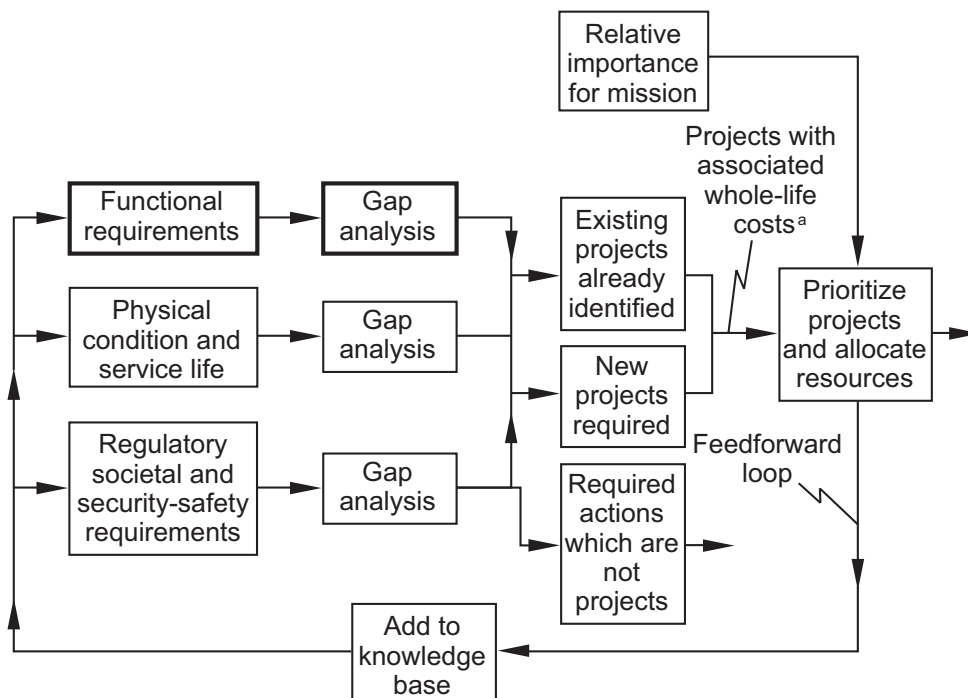 Relative
importance
for mission
Projects with
associated
whole-life
costsᵃ
Functional
requirements
Gap
analysis
Existing
projects
already
identified
Prioritize
projects
and allocate
resources
Physical
condition and
service life
Gap
analysis
New
projects
required
Feedforward
loop
Regulatory
societal and
security-safety
requirements
Gap
analysis
Required
actions
which are
not
projects
Add to
knowledge
base